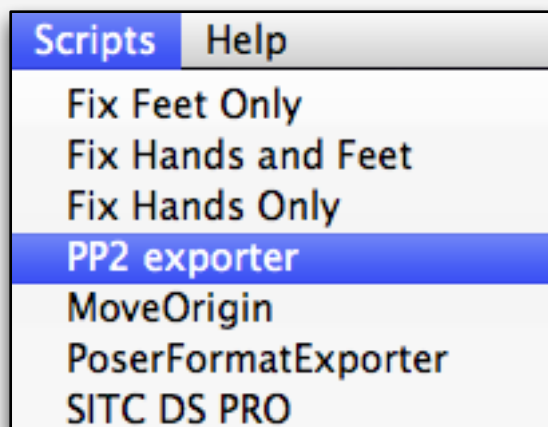 Scripts Help
Fix Feet Only
Fix Hands and Feet
Fix Hands Only
PP2 exporter
MoveOrigin
PoserFormatExporter
SITC DS PRO